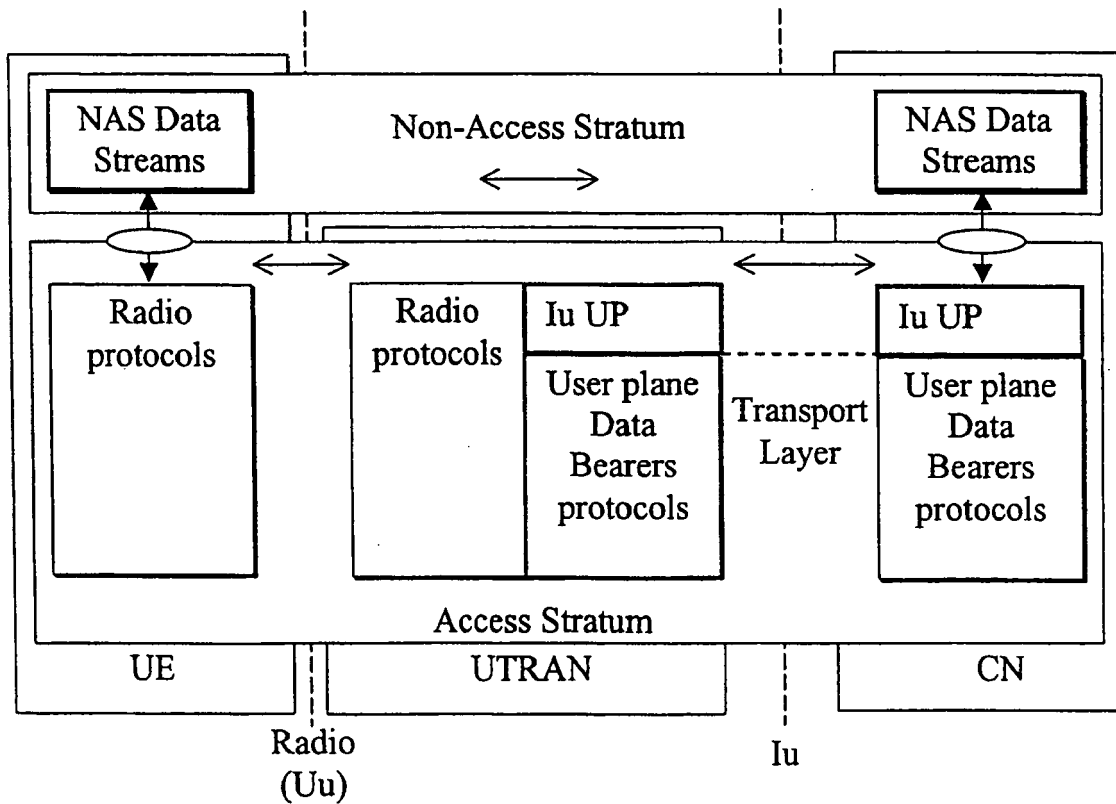 NAS Data
Streams
Non-Access Stratum
NAS Data
Streams
Radio
protocols
Radio
protocols
Iu UP
User plane
Data
Bearers
protocols
Transport
Layer
Iu UP
User plane
Data
Bearers
protocols
Access Stratum
UE
UTRAN
CN
Radio
(Uu)
Iu